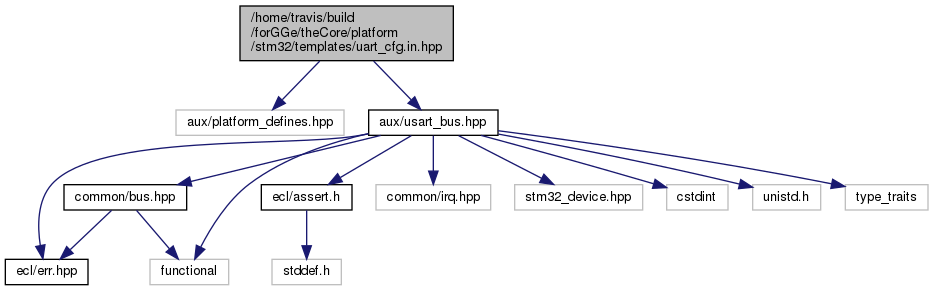 /home/travis/build
/forGGe/theCore/platform
/stm32/templates/uart_cfg.in.hpp
aux/platform_defines.hpp
aux/usart_bus.hpp
common/bus.hpp
ecl/assert.h
common/irq.hpp
stm32_device.hpp
cstdint
unistd.h
type_traits
ecl/err.hpp
functional
stddef.h